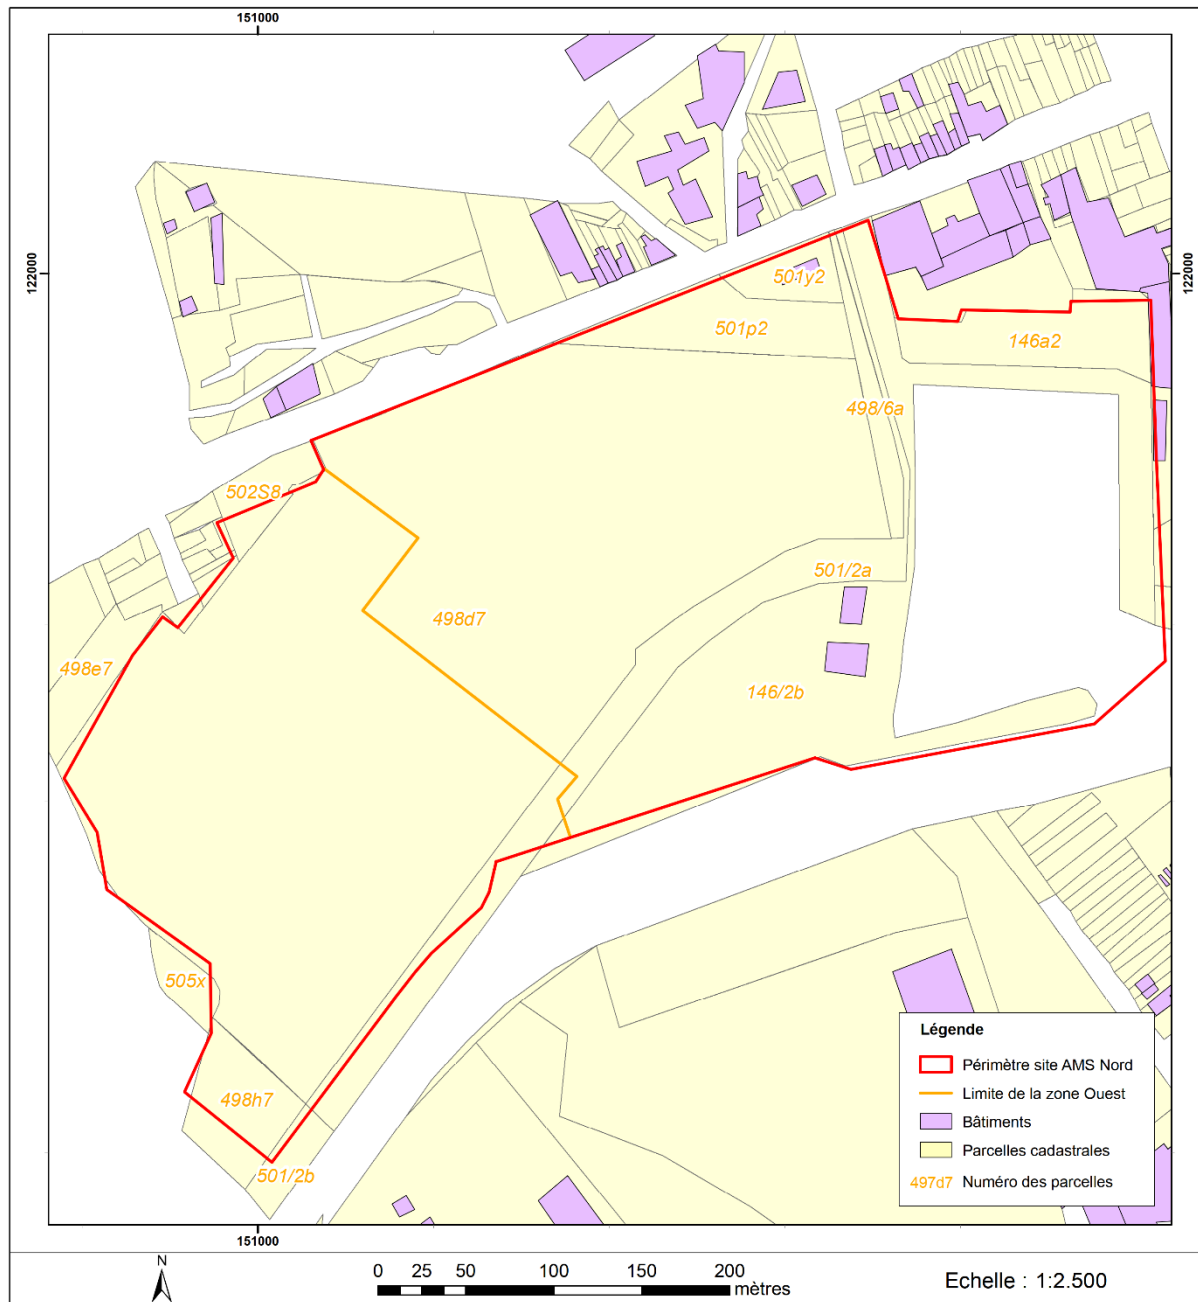 151000
122000
122000
501y2
501p2
146a2
498/6a
502S8
501/2a
498d7
498e7
146/2b
505x
498h7
501/2b
Légende
Périmètre site AMS Nord
Limite de la zone Ouest
Bâtiments
Parcelles cadastrales
497d7 Numéro des parcelles
151000
N
0 25 50 100 150 200
mètres
Echelle : 1:2.500